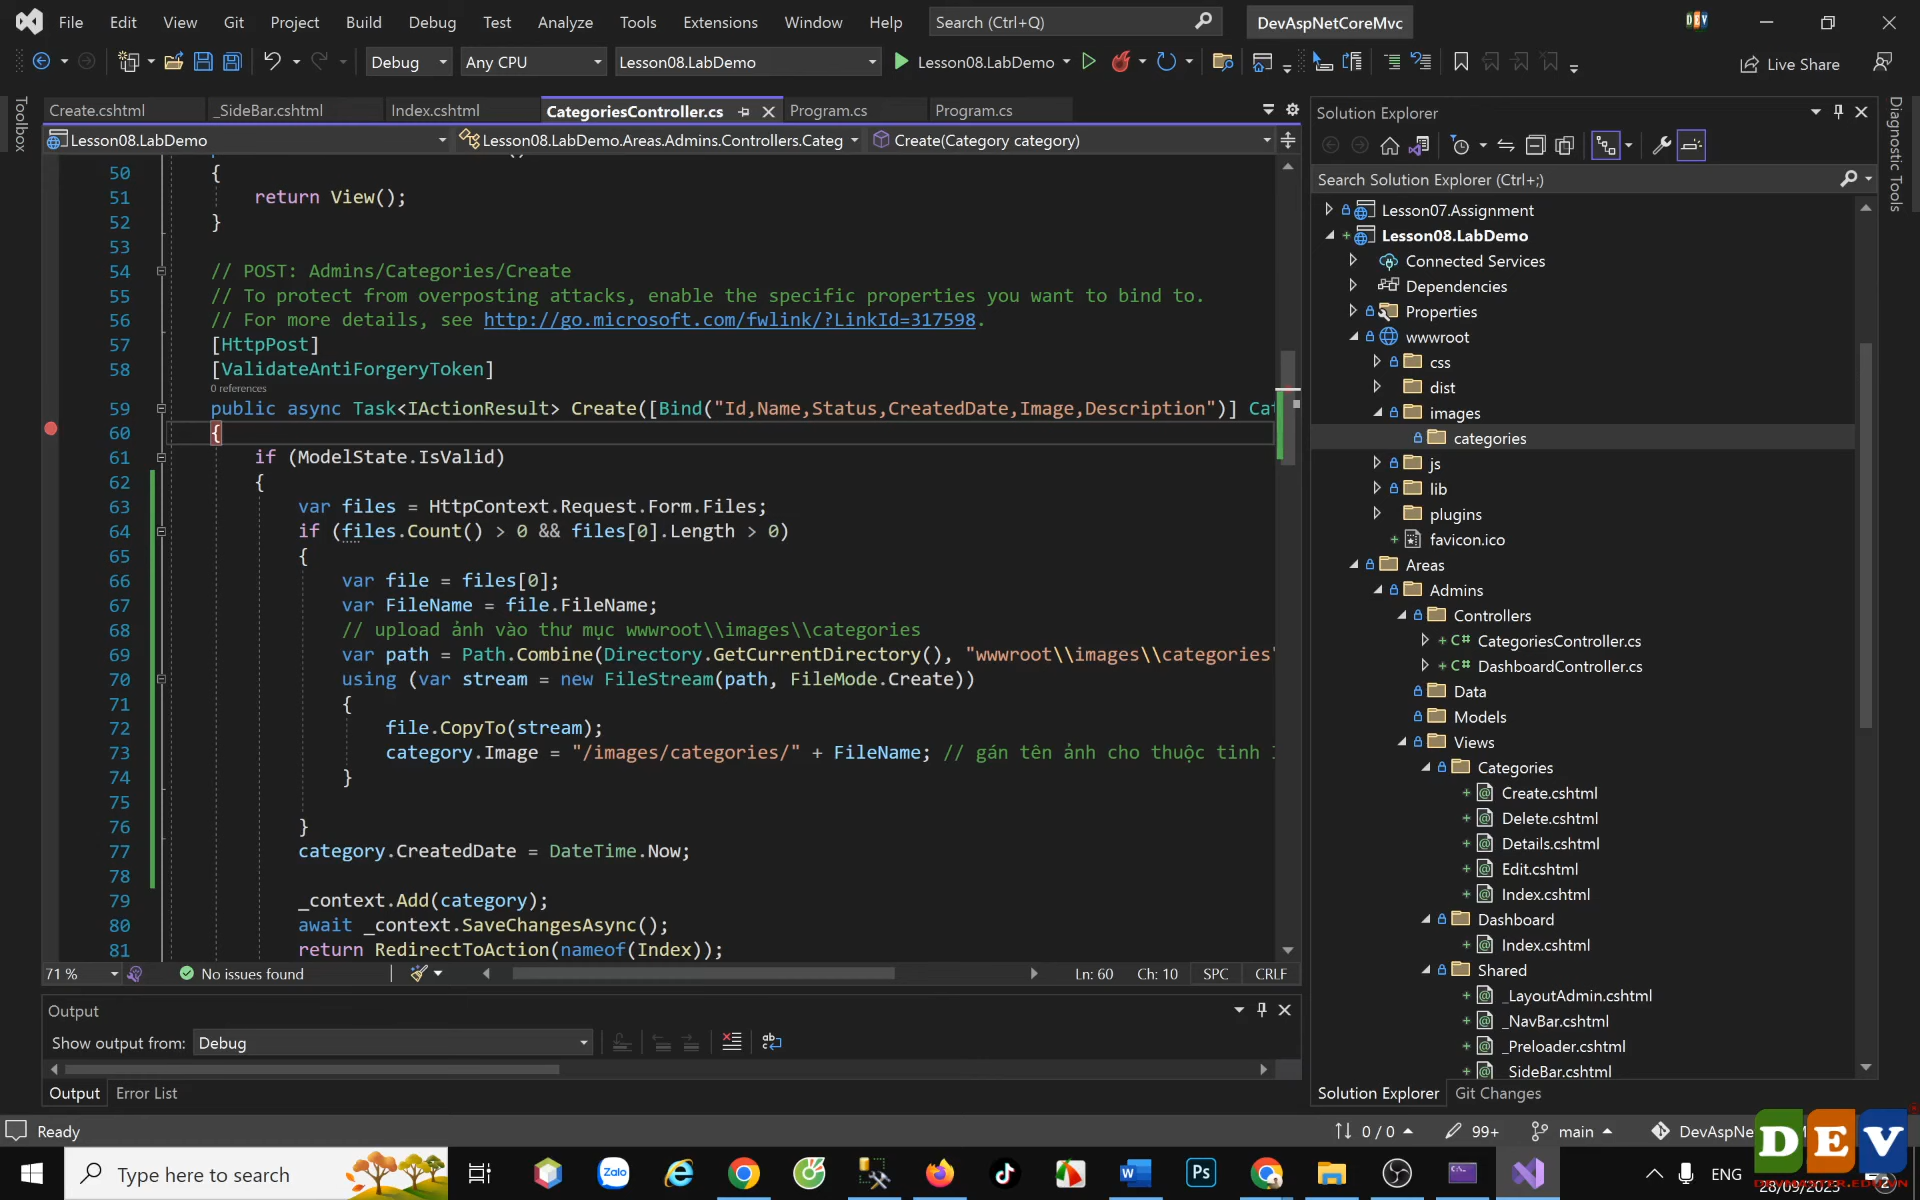 File Edit View Git Project Build Debug Test Analyze Tools Extensions Window Help Search (Ctrl+Q) DevAspNetCoreMvc
Debug Any CPU Lesson08.LabDemo Lesson08.LabDemo Live Share
Toolbox
Create.cshtml _SideBar.cshtml Index.cshtml CategoriesController.cs Program.cs Program.cs
Lesson08.LabDemo Lesson08.LabDemo.Areas.Admins.Controllers.Categ Create(Category category)
50 {
51 return View();
52 }
53
54 // POST: Admins/Categories/Create
55 // To protect from overposting attacks, enable the specific properties you want to bind to.
56 // For more details, see http://go.microsoft.com/fwlink/?LinkId=317598.
57 [HttpPost]
58 [ValidateAntiForgeryToken]
0 references
59 public async Task<IActionResult> Create([Bind("Id,Name,Status,CreatedDate,Image,Description")] Cat
60 {
61 if (ModelState.IsValid)
62 {
63 var files = HttpContext.Request.Form.Files;
64 if (files.Count() > 0 && files[0].Length > 0)
65 {
66 var file = files[0];
67 var FileName = file.FileName;
68 // upload ảnh vào thư mục wwwroot\\images\\categories
69 var path = Path.Combine(Directory.GetCurrentDirectory(), "wwwroot\\images\\categories"
70 using (var stream = new FileStream(path, FileMode.Create))
71 {
72 file.CopyTo(stream);
73 category.Image = "/images/categories/" + FileName; // gán tên ảnh cho thuộc tinh
74 }
75
76 }
77 category.CreatedDate = DateTime.Now;
78
79 _context.Add(category);
80 await _context.SaveChangesAsync();
81 return RedirectToAction(nameof(Index));
71 % No issues found Ln: 60 Ch: 10 SPC CRLF
Output
Show output from: Debug
Output Error List
Solution Explorer
Search Solution Explorer (Ctrl+;)
Lesson07.Assignment
Lesson08.LabDemo
Connected Services
Dependencies
Properties
wwwroot
css
dist
images
categories
js
lib
plugins
favicon.ico
Areas
Admins
Controllers
C# CategoriesController.cs
C# DashboardController.cs
Data
Models
Views
Categories
Create.cshtml
Delete.cshtml
Details.cshtml
Edit.cshtml
Index.cshtml
Dashboard
Index.cshtml
Shared
_LayoutAdmin.cshtml
_NavBar.cshtml
_Preloader.cshtml
_SideBar.cshtml
Solution Explorer Git Changes
Diagnostic Tools
Ready 0 / 0 99+ main DevAspNe
Type here to search Zalo Ps ENG 28/09/2023 2
DEV
DEVMASTER.EDU.VN